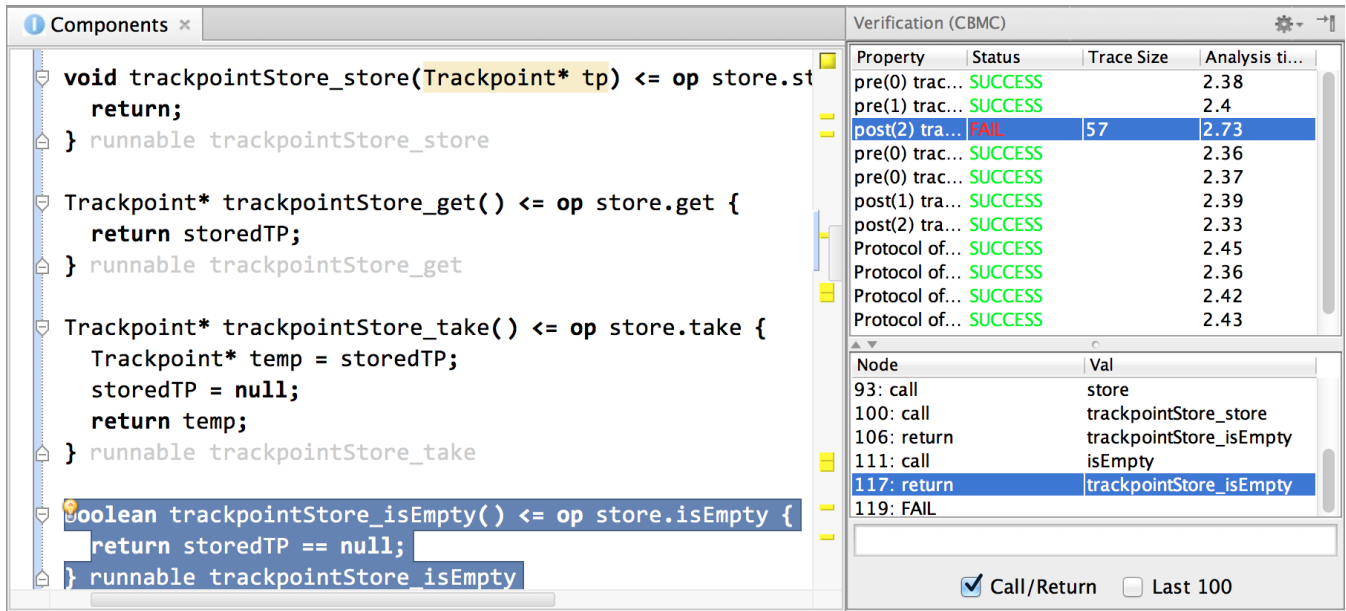 Components ×
void trackpointStore_store(Trackpoint* tp) <= op store.st
return;
} runnable trackpointStore_store
Trackpoint* trackpointStore_get() <= op store.get {
return storedTP;
} runnable trackpointStore_get
Trackpoint* trackpointStore_take() <= op store.take {
Trackpoint* temp = storedTP;
storedTP = null;
return temp;
} runnable trackpointStore_take
boolean trackpointStore_isEmpty() <= op store.isEmpty {
return storedTP == null;
} runnable trackpointStore_isEmpty
Verification (CBMC)
Property Status Trace Size Analysis ti...
pre(0) trac... SUCCESS 2.38
pre(1) trac... SUCCESS 2.4
post(2) tra... FAIL 57 2.73
pre(0) trac... SUCCESS 2.36
pre(0) trac... SUCCESS 2.37
post(1) trac... SUCCESS 2.39
post(2) tra... SUCCESS 2.33
Protocol of... SUCCESS 2.45
Protocol of... SUCCESS 2.36
Protocol of... SUCCESS 2.42
Protocol of... SUCCESS 2.43
Node Val
93: call store
100: call trackpointStore_store
106: return trackpointStore_isEmpty
111: call isEmpty
117: return trackpointStore_isEmpty
119: FAIL
Call/Return Last 100